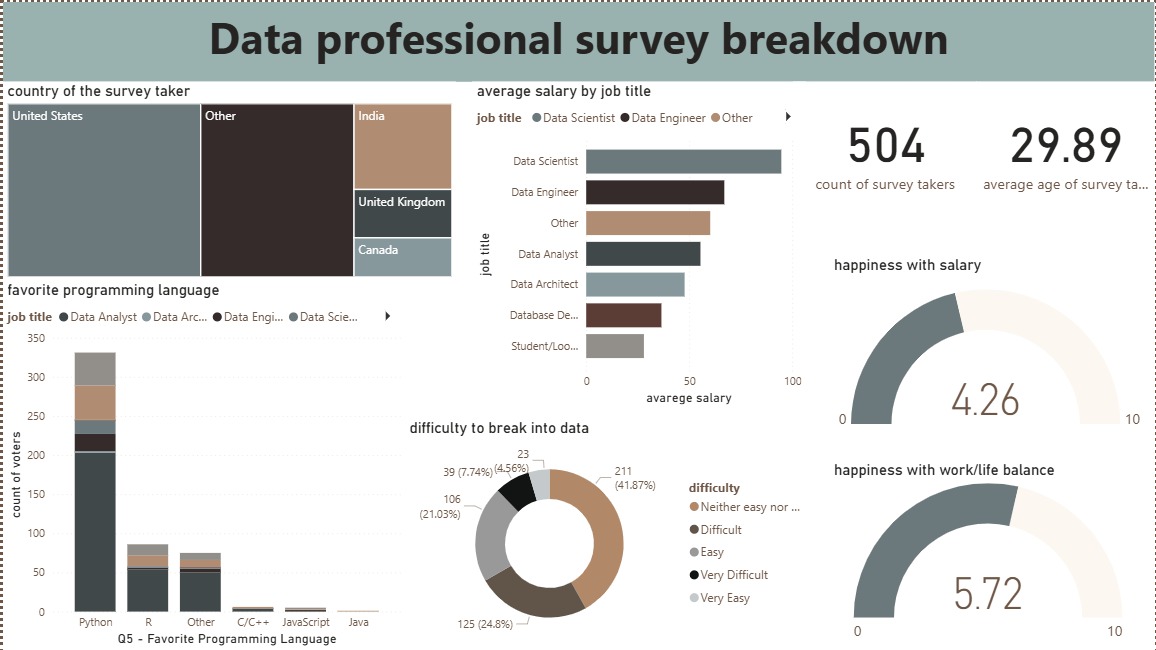 Data professional survey breakdown
country of the survey taker
United States
Other
India
United Kingdom
Canada
average salary by job title
job title Data Scientist Data Engineer Other
job title
Data Scientist
Data Engineer
Other
Data Analyst
Data Architect
Database De...
Student/Loo...
0 50 100
avarege salary
504
count of survey takers
29.89
average age of survey ta...
favorite programming language
job title Data Analyst Data Arc... Data Engi... Data Scie...
count of voters
350
300
250
200
150
100
50
0
Python R Other C/C++ JavaScript Java
Q5 - Favorite Programming Language
difficulty to break into data
23
(4.56%)
39 (7.74%)
211
(41.87%)
106
(21.03%)
125 (24.8%)
difficulty
Neither easy nor ...
Difficult
Easy
Very Difficult
Very Easy
happiness with salary
4.26
0 10
happiness with work/life balance
5.72
0 10